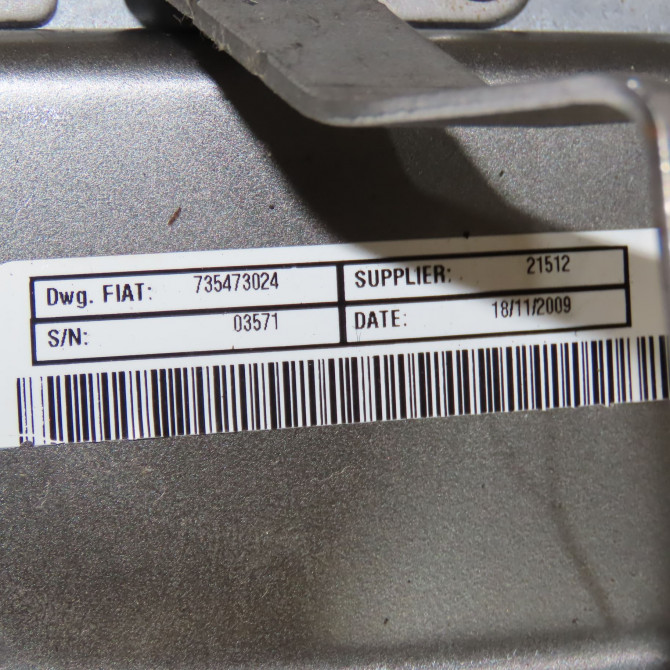 Dwg. FIAT: 735473024 SUPPLIER: 21512
S/N: 03571 DATE: 18/11/2009